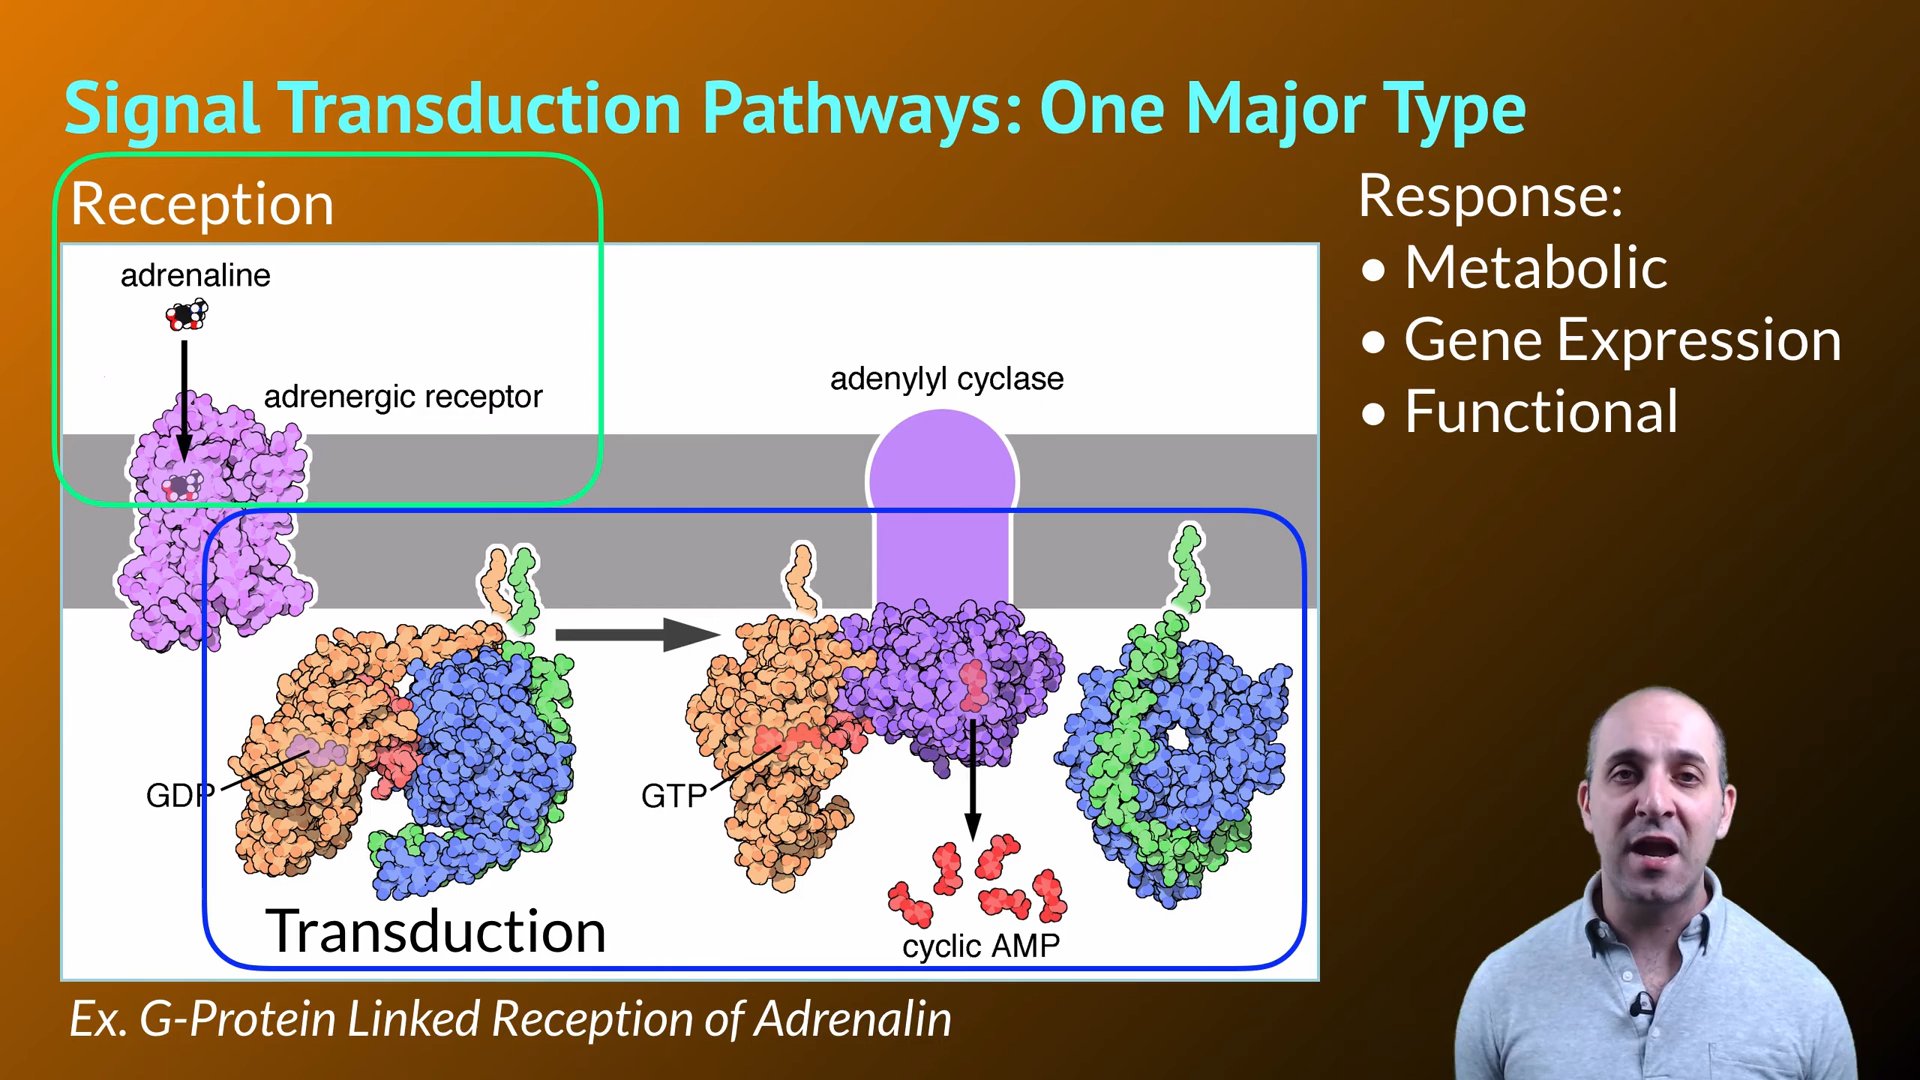 Signal Transduction Pathways: One Major Type
Reception
adrenaline
adrenergic receptor
adenylyl cyclase
GDP
GTP
Transduction
cyclic AMP
Ex. G-Protein Linked Reception of Adrenalin
Response:
• Metabolic
• Gene Expression
• Functional